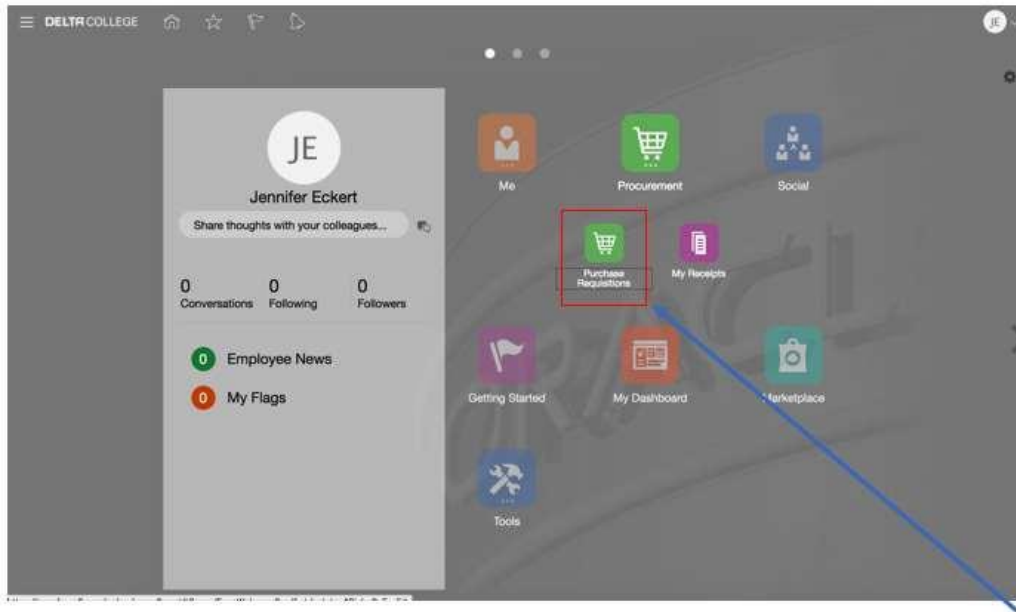 DELTA COLLEGE
JE
JE
Jennifer Eckert
Share thoughts with your colleagues...
0 0 0
Conversations Following Followers
0 Employee News
0 My Flags
Me Procurement Social
Purchase My Receipts
Requisitions
Getting Started My Dashboard Marketplace
Tools